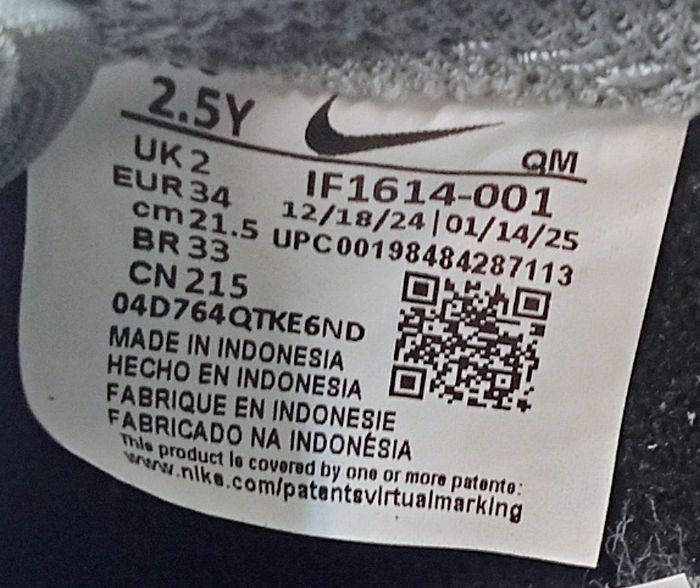 2.5Y
UK 2
QM
EUR 34
IF1614-001
cm 21.5
12/18/24 | 01/14/25
BR 33
UPC00198484287113
CN 215
04D764QTKE6ND
MADE IN INDONESIA
HECHO EN INDONESIA
FABRIQUE EN INDONESIE
FABRICADO NA INDONÉSIA
This product is covered by one or more patents:
www.nike.com/patentsvirtualmarking